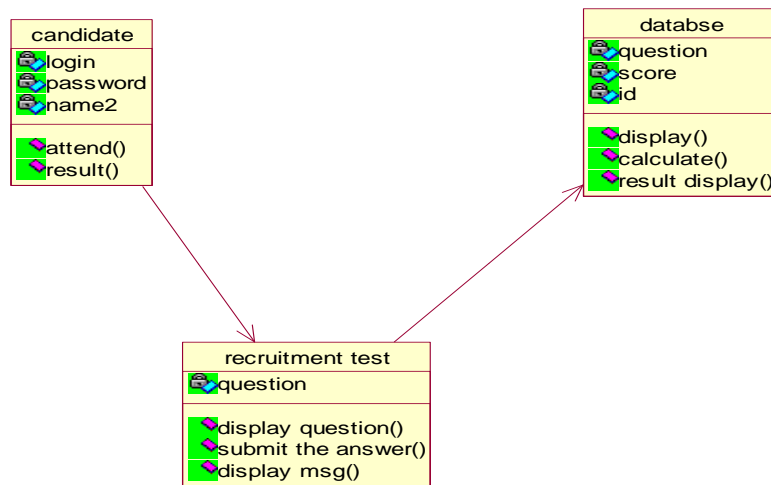 candidate
login
password
name2
attend()
result()
databse
question
score
id
display()
calculate()
result display()
recruitment test
question
display question()
submit the answer()
display msg()